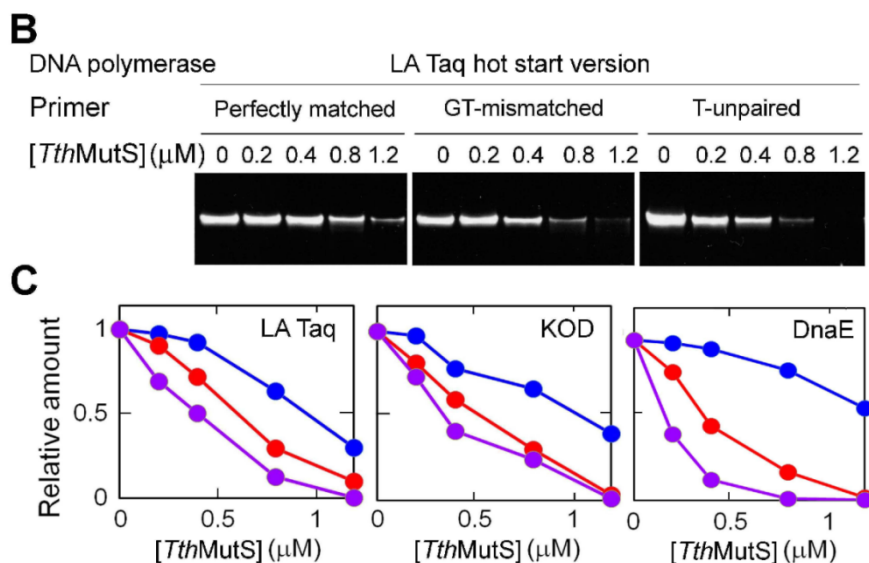 B
DNA polymerase LA Taq hot start version
Primer Perfectly matched GT-mismatched T-unpaired
[TthMutS] (μM) 0 0.2 0.4 0.8 1.2 0 0.2 0.4 0.8 1.2 0 0.2 0.4 0.8 1.2
C
Relative amount
1
0.5
0
LA Taq
0 0.5 1
[TthMutS] (μM)
KOD
0.5 1
[TthMutS] (μM)
DnaE
0.5 1
[TthMutS] (μM)